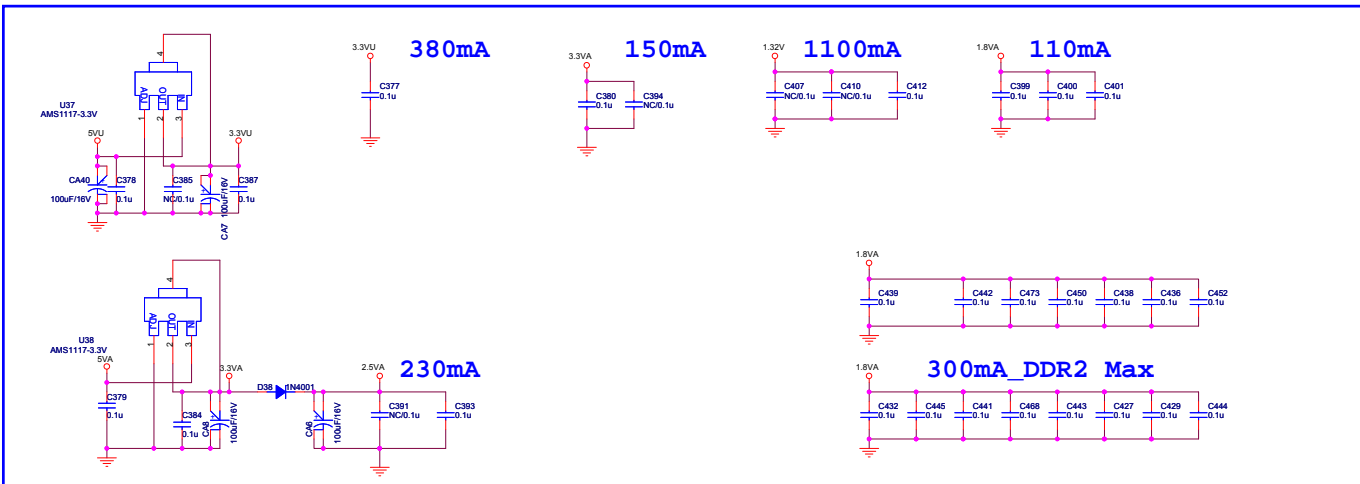 4
ADJ
OUT
IN
1
2
3
U37
AMS1117-3.3V
5VU
3.3VU
CA40
100uF/16V
C378
0.1u
C385
NC/0.1u
CA7
100uF/16V
C387
0.1u
3.3VU
380mA
C377
0.1u
3.3VA
150mA
C380
0.1u
C394
NC/0.1u
1.32V
1100mA
C407
NC/0.1u
C410
NC/0.1u
C412
0.1u
1.8VA
110mA
C399
0.1u
C400
0.1u
C401
0.1u
4
ADJ
OUT
IN
1
2
3
U38
AMS1117-3.3V
5VA
C379
0.1u
C384
0.1u
CA8
100uF/16V
3.3VA
D38
1N4001
CA6
100uF/16V
2.5VA
230mA
C391
NC/0.1u
C393
0.1u
1.8VA
C439
0.1u
C442
0.1u
C473
0.1u
C450
0.1u
C438
0.1u
C436
0.1u
C452
0.1u
1.8VA
300mA_DDR2 Max
C432
0.1u
C445
0.1u
C441
0.1u
C468
0.1u
C443
0.1u
C427
0.1u
C429
0.1u
C444
0.1u